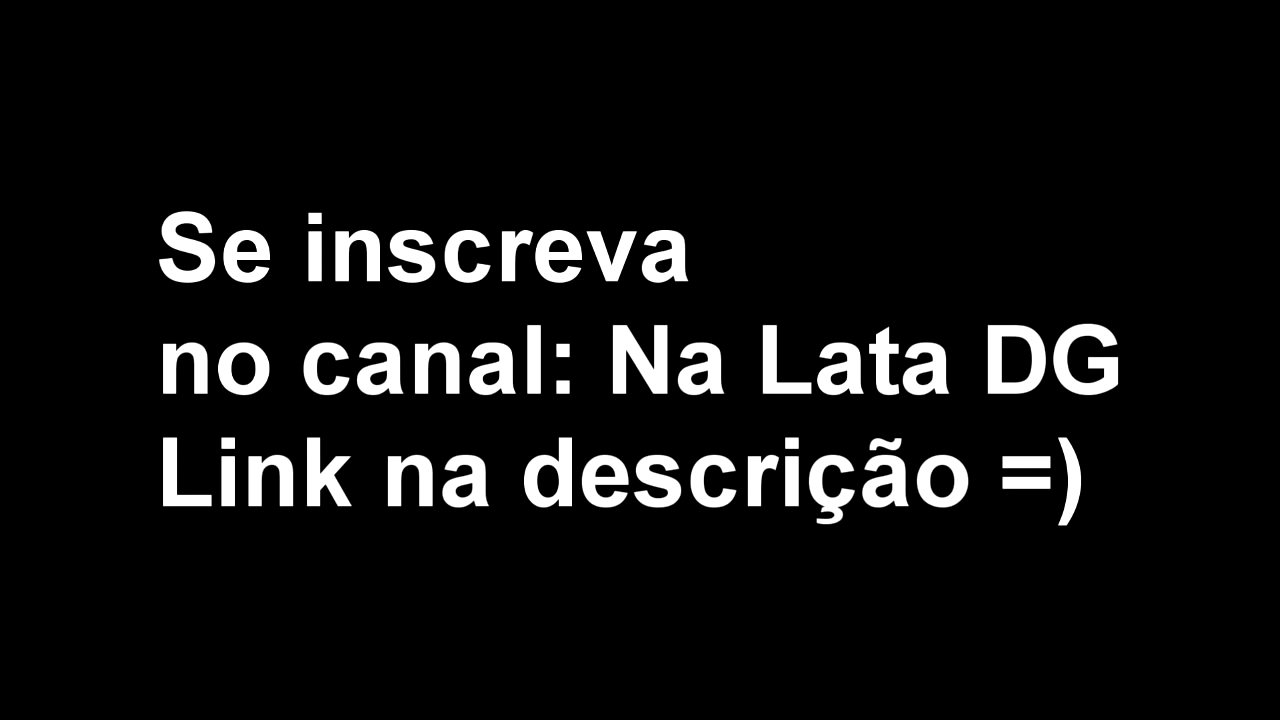 Se inscreva
no canal: Na Lata DG
Link na descrição =)